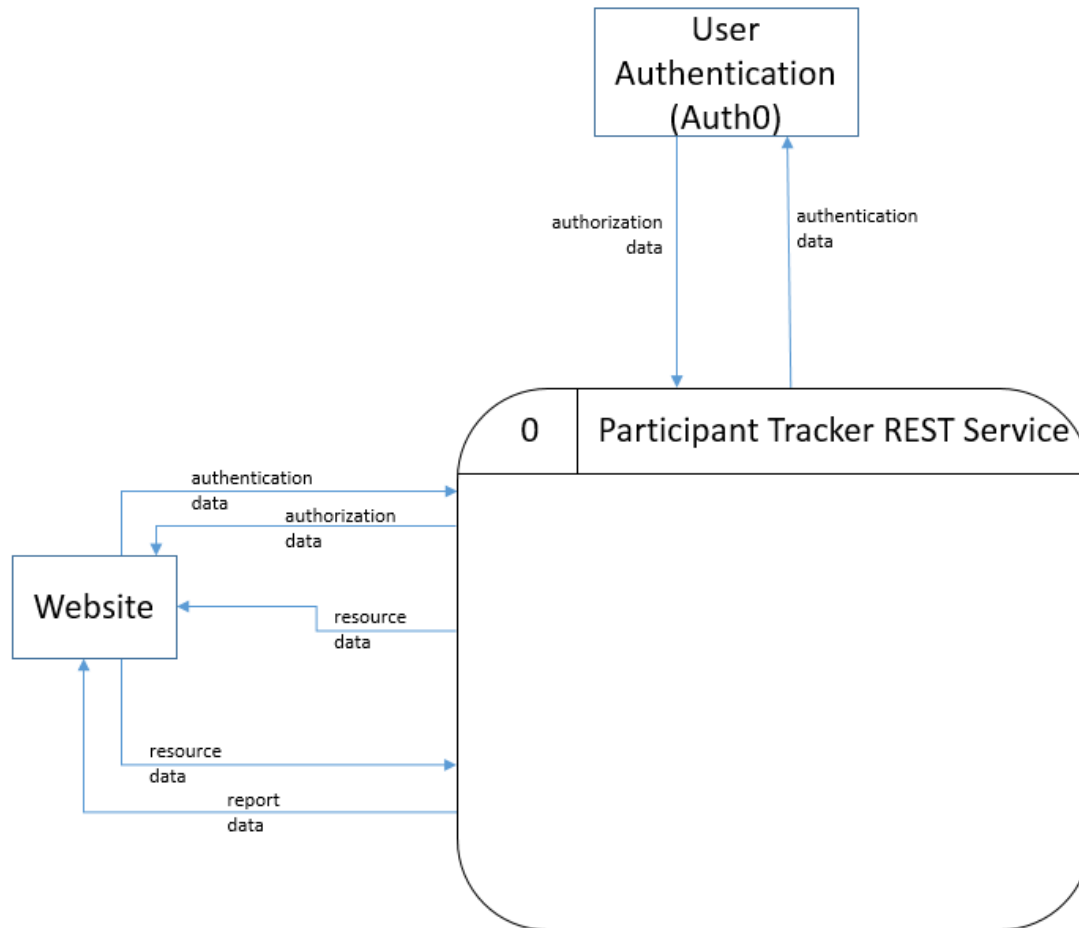 User
Authentication
(Auth0)
authorization
data
authentication
data
0
Participant Tracker REST Service
authentication
data
authorization
data
Website
resource
data
resource
data
report
data